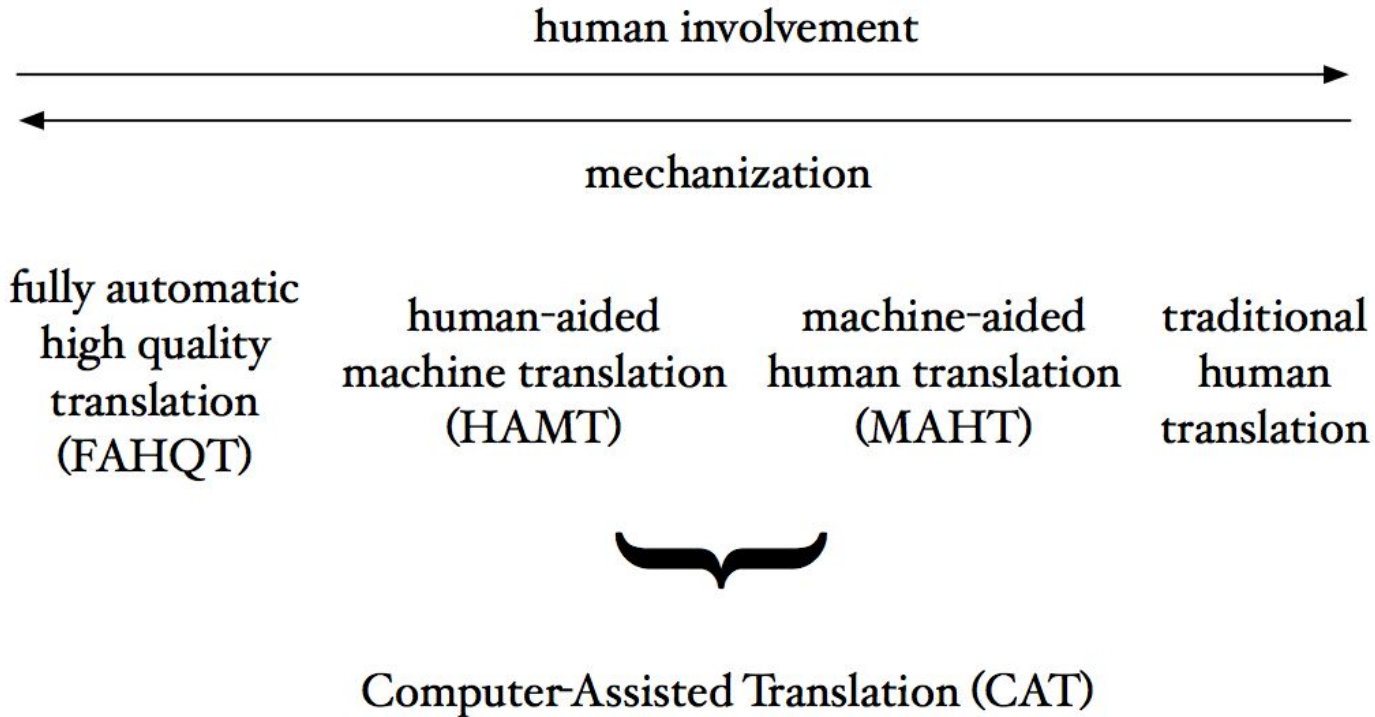 human involvement
mechanization
fully automatic
high quality
translation
(FAHQT)
human-aided
machine translation
(HAMT)
machine-aided
human translation
(MAHT)
traditional
human
translation
Computer-Assisted Translation (CAT)